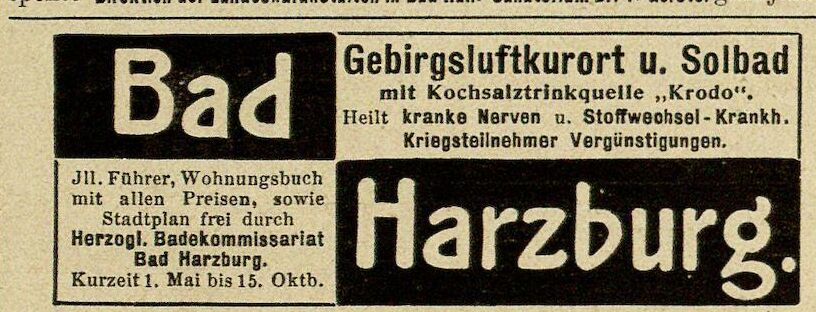 Bad
Gebirgsluftkurort u. Solbad
mit Kochsalztrinkquelle „Krodo“.
Heilt kranke Nerven u. Stoffwechsel-Krankh.
Kriegsteilnehmer Vergünstigungen.
Jll. Führer, Wohnungsbuch
mit allen Preisen, sowie
Stadtplan frei durch
Herzogl. Badekommissariat
Bad Harzburg.
Kurzeit 1. Mai bis 15. Oktb.
Harzburg.